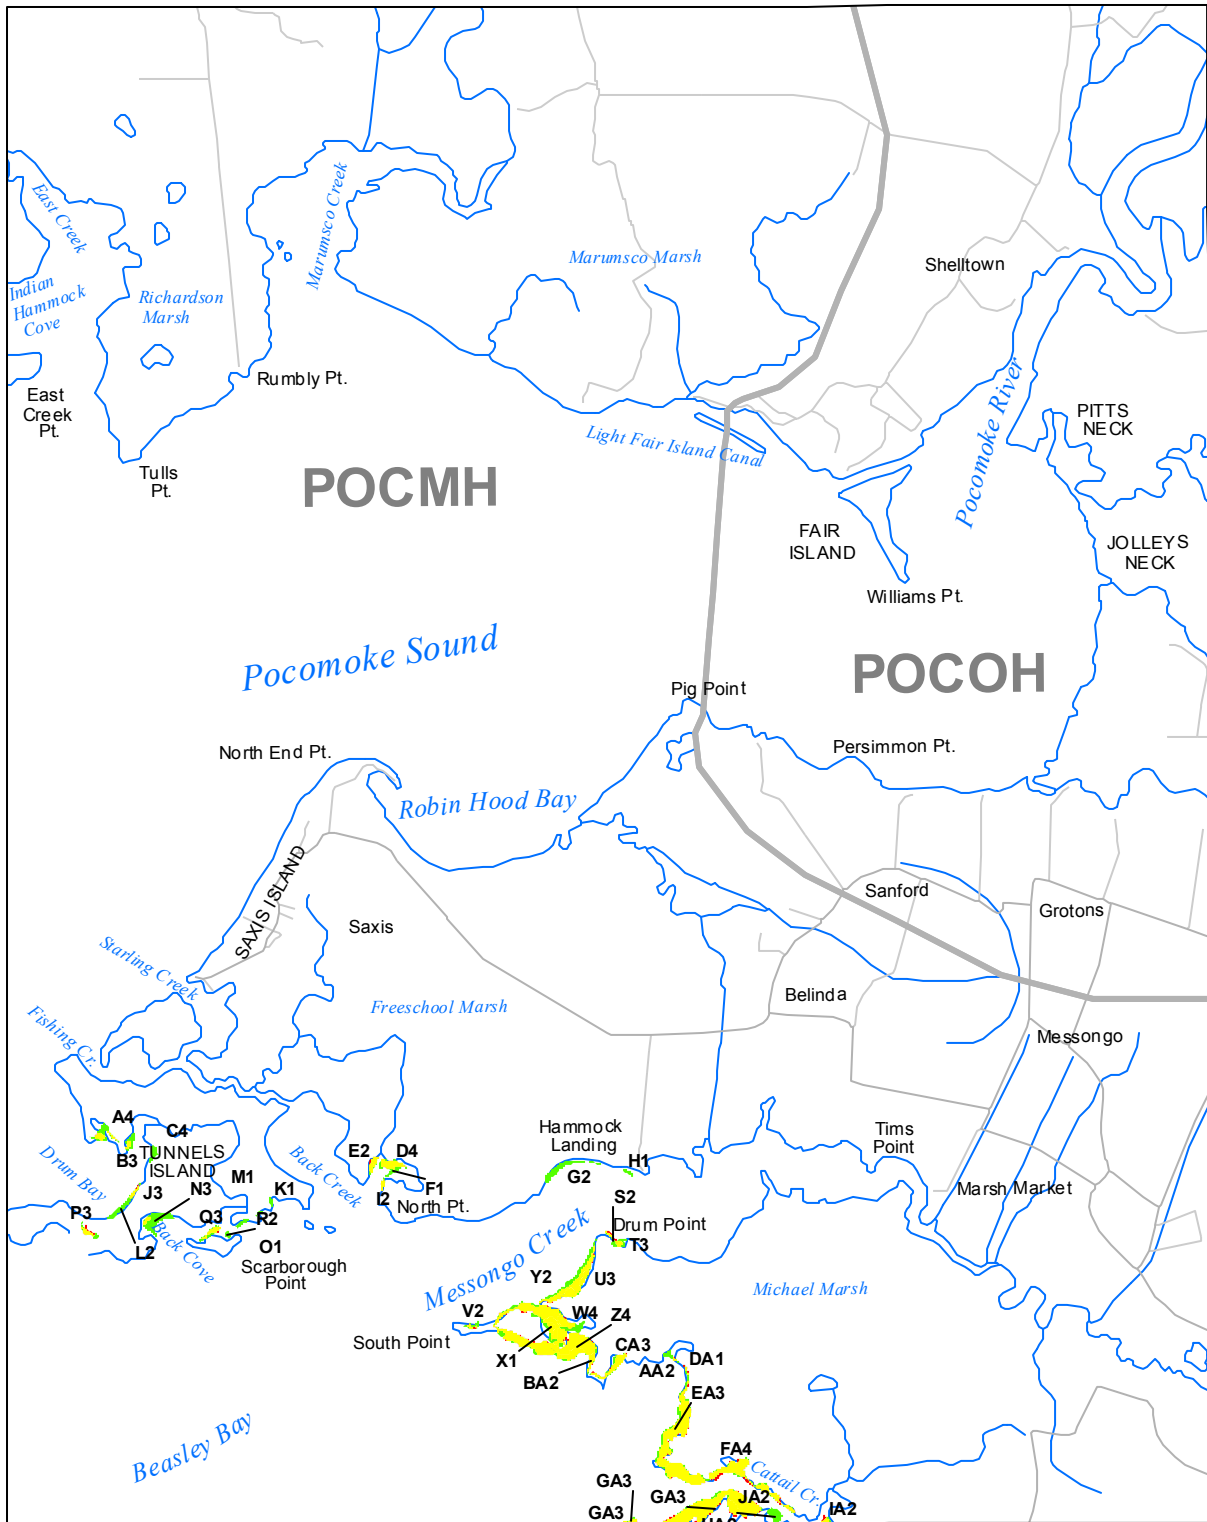 East Creek
Indian
Hammock
Cove
Richardson
Marsh
Marumsco Creek
Marumsco Marsh
Shelltown
East
Creek
Pt.
Rumbly Pt.
Tulls
Pt.
POCMH
Light Fair Island Canal
Pocomoke River
PITTS
NECK
FAIR
ISLAND
JOLLEYS
NECK
Williams Pt.
Pocomoke Sound
POCOH
Pig Point
North End Pt.
Persimmon Pt.
Robin Hood Bay
SAXIS ISLAND
Saxis
Sanford
Grotons
Starling Creek
Freeschool Marsh
Belinda
Fishing Cr.
Messongo
A4
C4
B3
TUNNELS
ISLAND
Drum Bay
M1
J3
N3
K1
P3
Q3
R2
L2
Back Cove
O1
Scarborough
Point
Back Creek
E2
D4
F1
I2
North Pt.
Hammock
Landing
H1
G2
Tims
Point
Marsh Market
S2
Drum Point
T3
Messongo Creek
Y2
U3
Michael Marsh
V2
W4
Z4
South Point
X1
CA3
BA2
AA2
DA1
EA3
Beasley Bay
FA4
Cattail Cr.
GA3
GA3
JA2
GA3
IA2